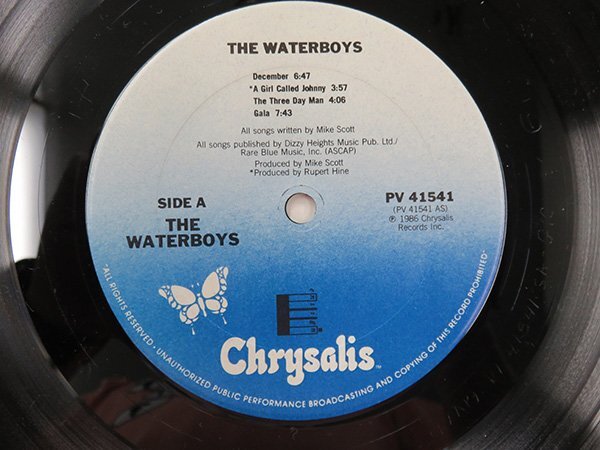 THE WATERBOYS
December 6:47
*A Girl Called Johnny 3:57
The Three Day Man 4:06
Gala 7:43
All songs written by Mike Scott
All songs published by Dizzy Heights Music Pub. Ltd./
Rare Blue Music, Inc. (ASCAP)
Produced by Mike Scott
*Produced by Rupert Hine
SIDE A
THE
WATERBOYS
PV 41541
(PV 41541 AS)
℗ 1986 Chrysalis
Records Inc.
Chrysalis™
"ALL RIGHTS RESERVED · UNAUTHORIZED PUBLIC PERFORMANCE BROADCASTING AND COPYING OF THIS RECORD PROHIBITED"